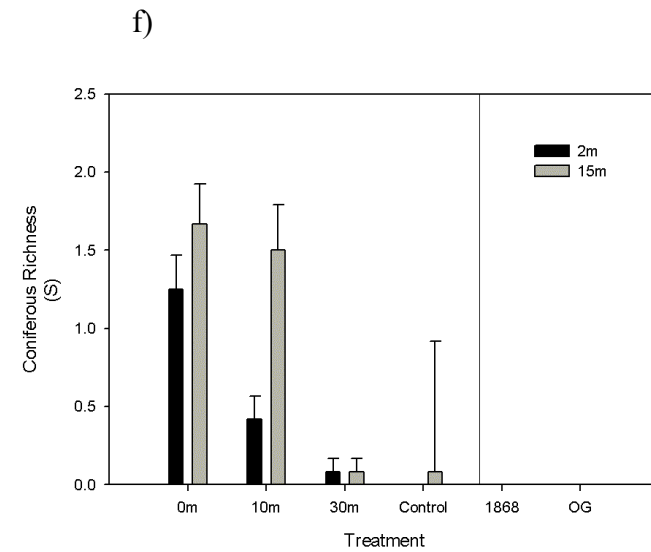 f)
2.5
2.0
1.5
1.0
0.5
0.0
Coniferous Richness
(S)
2m
15m
0m 10m 30m Control 1868 OG
Treatment